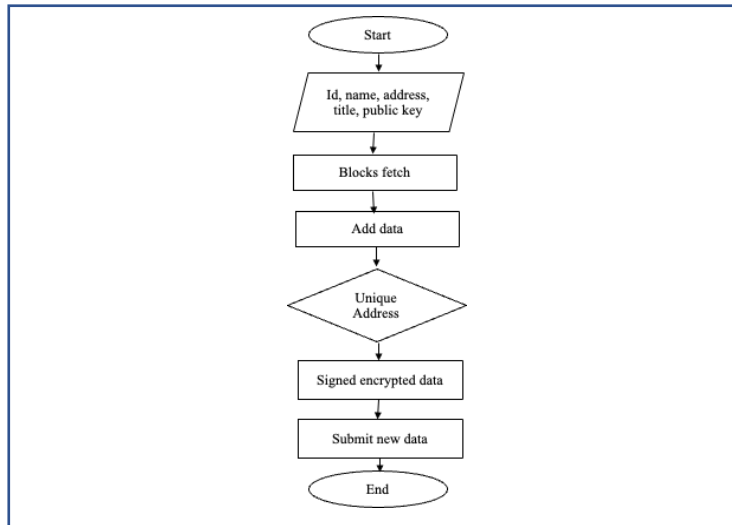 Start
Id, name, address,
title, public key
Blocks fetch
Add data
Unique
Address
Signed encrypted data
Submit new data
End